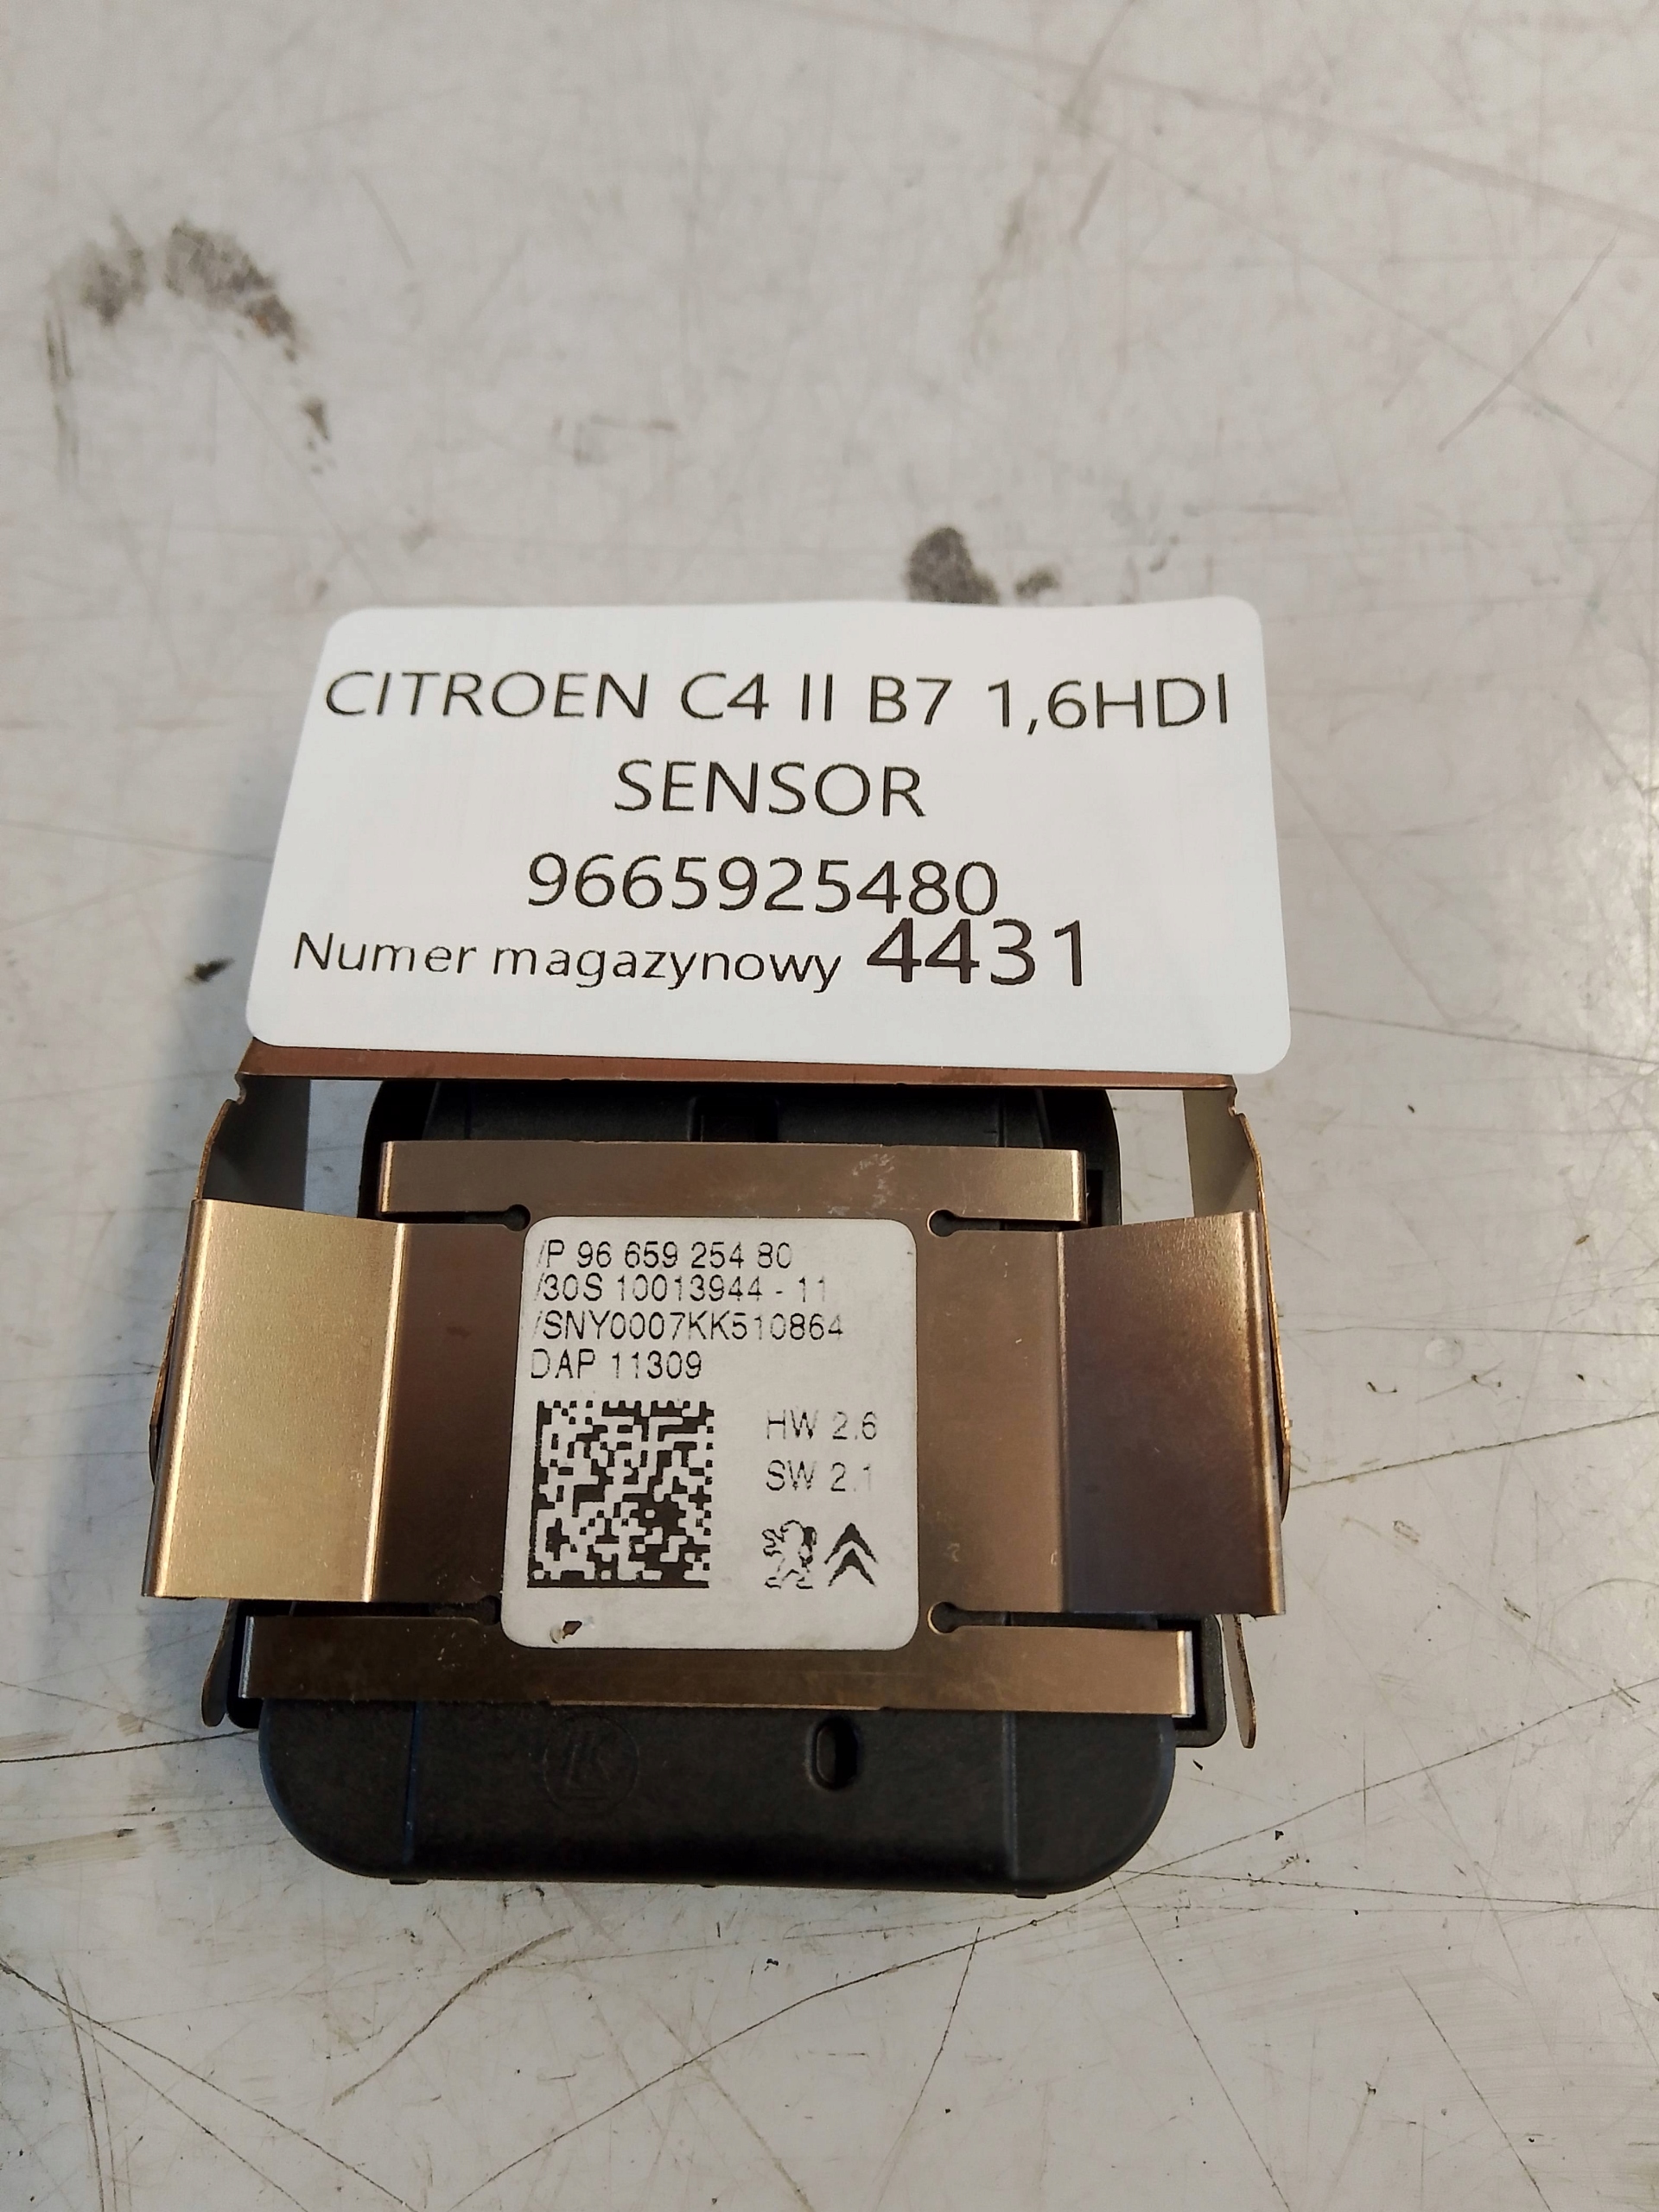 CITROEN C4 II B7 1,6HDI
SENSOR
9665925480
Numer magazynowy 4431
/P 96 659 254 80
/30S 10013944 - 11
/SNY0007KK510864
DAP 11309
HW 2.6
SW 2.1